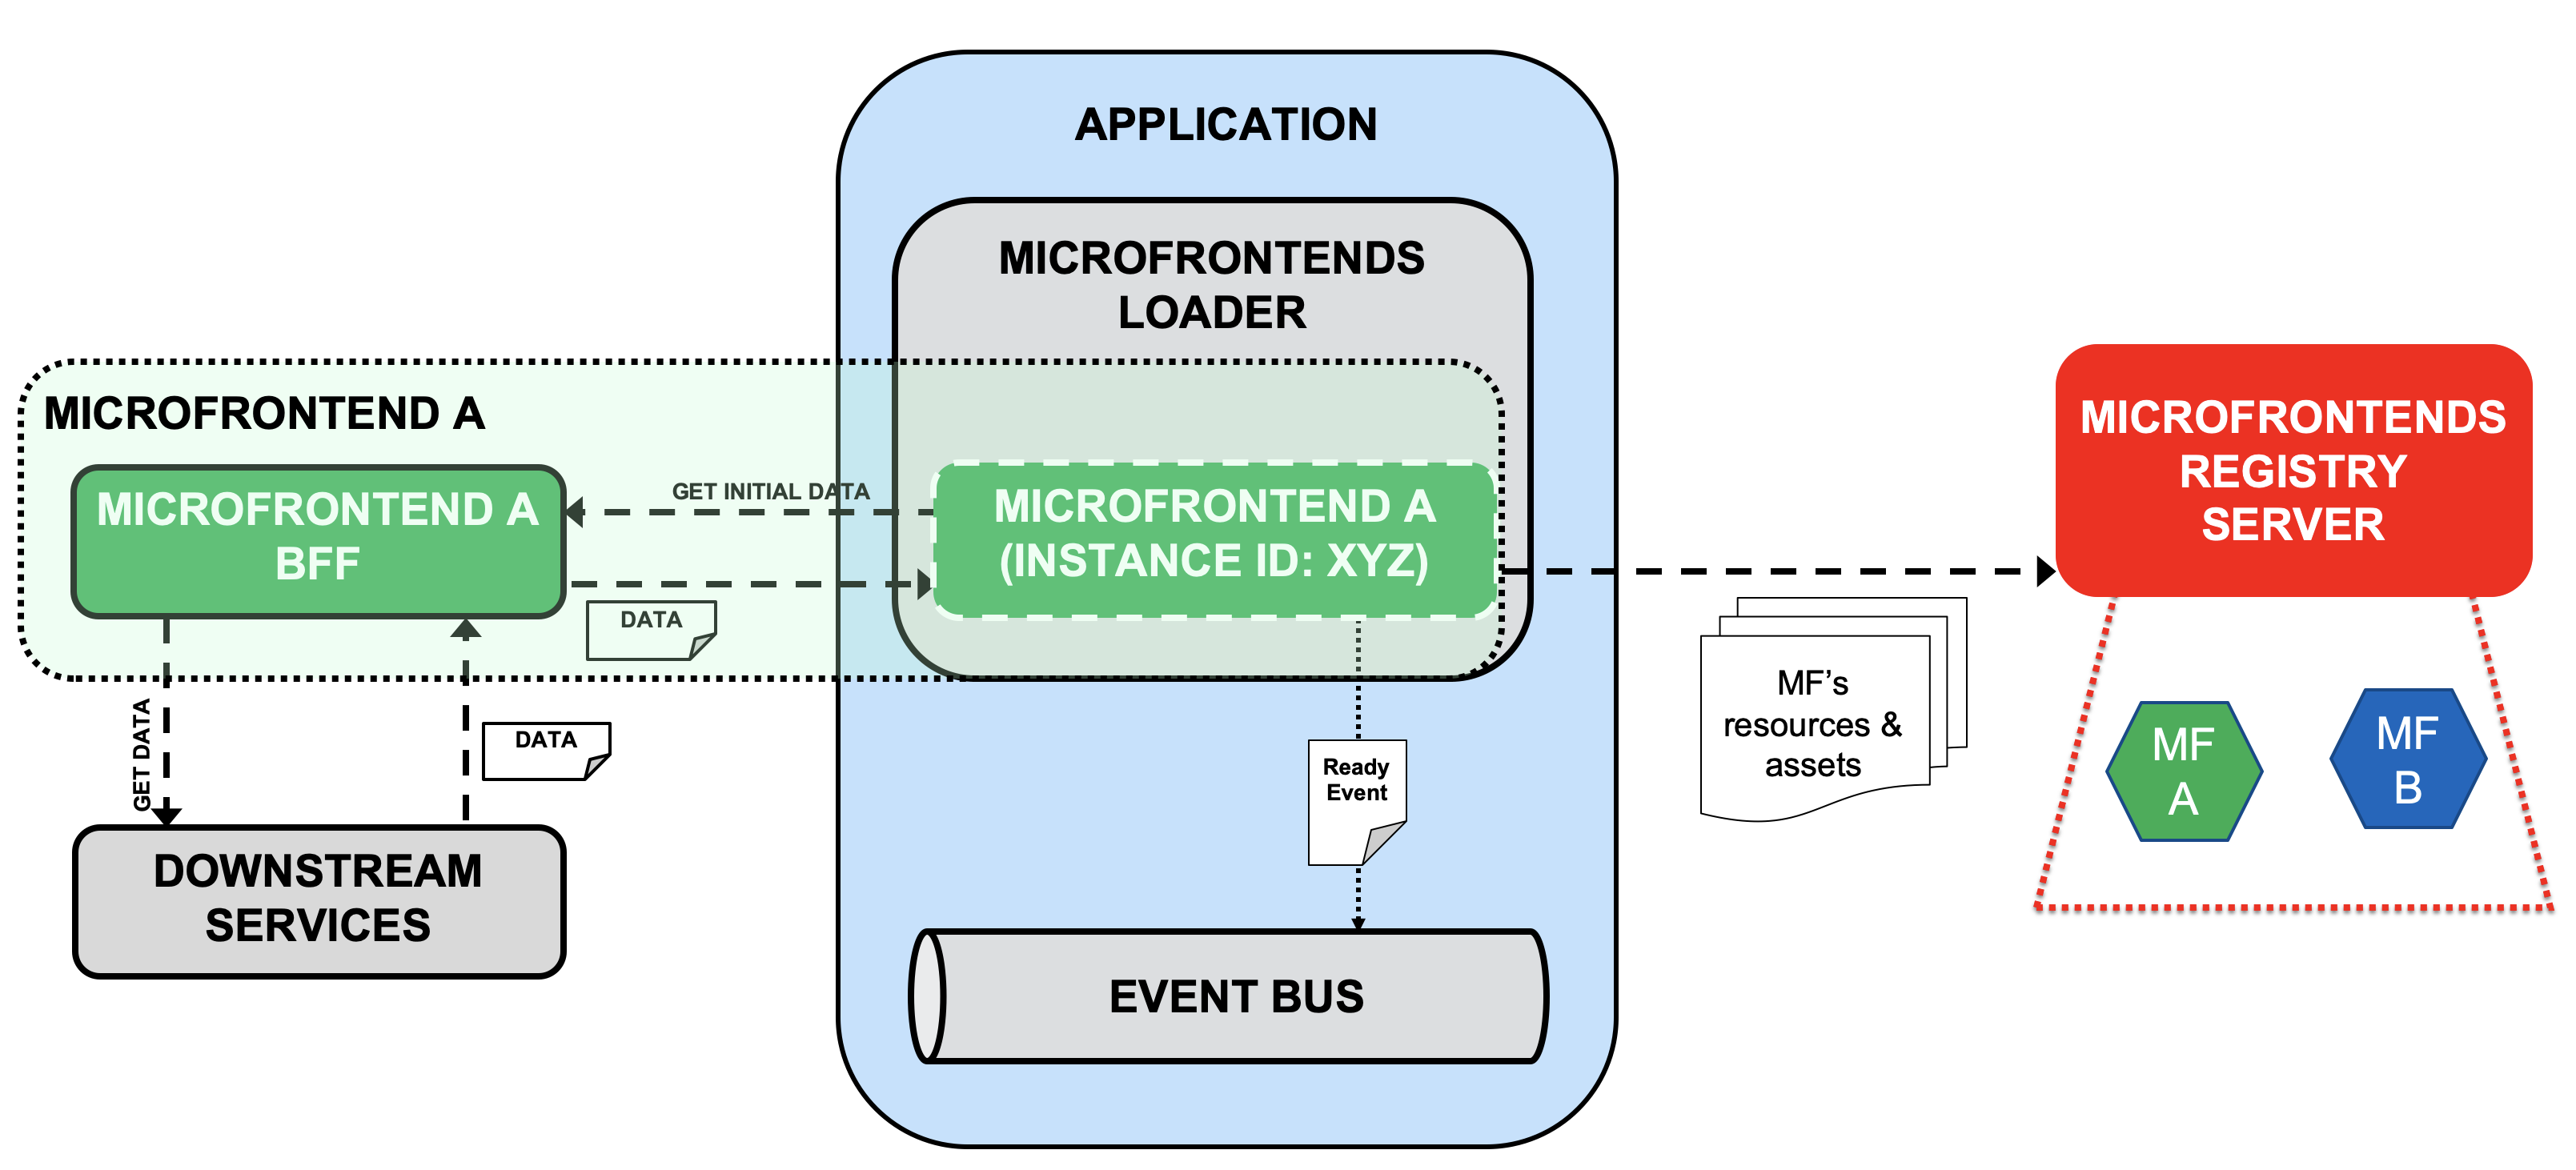 APPLICATION
MICROFRONTENDS
LOADER
MICROFRONTEND A
MICROFRONTEND A
BFF
GET INITIAL DATA
DATA
MICROFRONTEND A
(INSTANCE ID: XYZ)
MICROFRONTENDS
REGISTRY
SERVER
GET DATA
DATA
DOWNSTREAM
SERVICES
Ready
Event
EVENT BUS
MF’s
resources &
assets
MF
A
MF
B